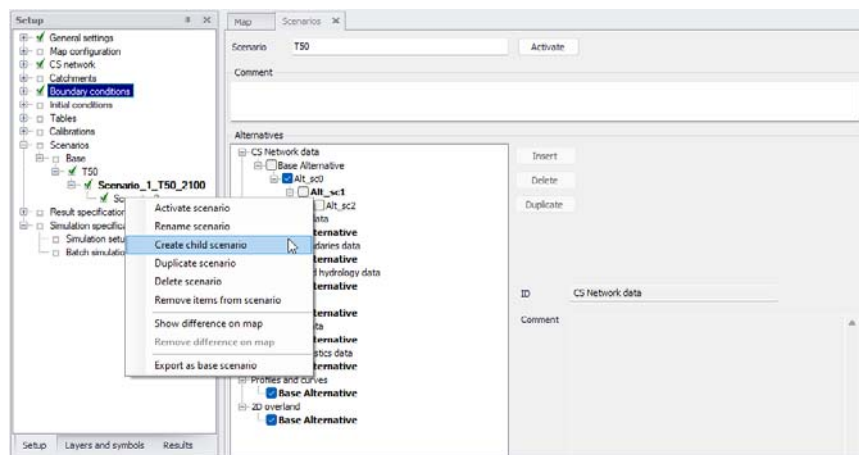 Setup
General settings
Map configuration
CS network
Catchments
Boundary conditions
Initial conditions
Tables
Calibrations
Scenarios
Base
T50
Scenario_1_T50_2100
Result specification
Simulation specific
Simulation setu
Batch simulatio
Setup Layers and symbols Results
Activate scenario
Rename scenario
Create child scenario
Duplicate scenario
Delete scenario
Remove items from scenario
Show difference on map
Remove difference on map
Export as base scenario
Map Scenarios
Scenario T50 Activate
Comment
Alternatives
CS Network data
Base Alternative
Alt_sc0
Alt_sc1
Alt_sc2
data
ternative
daries data
ternative
hydrology data
ternative
ternative
ta
ternative
stics data
ternative
Profiles and curves
Base Alternative
2D overland
Base Alternative
Insert
Delete
Duplicate
ID CS Network data
Comment